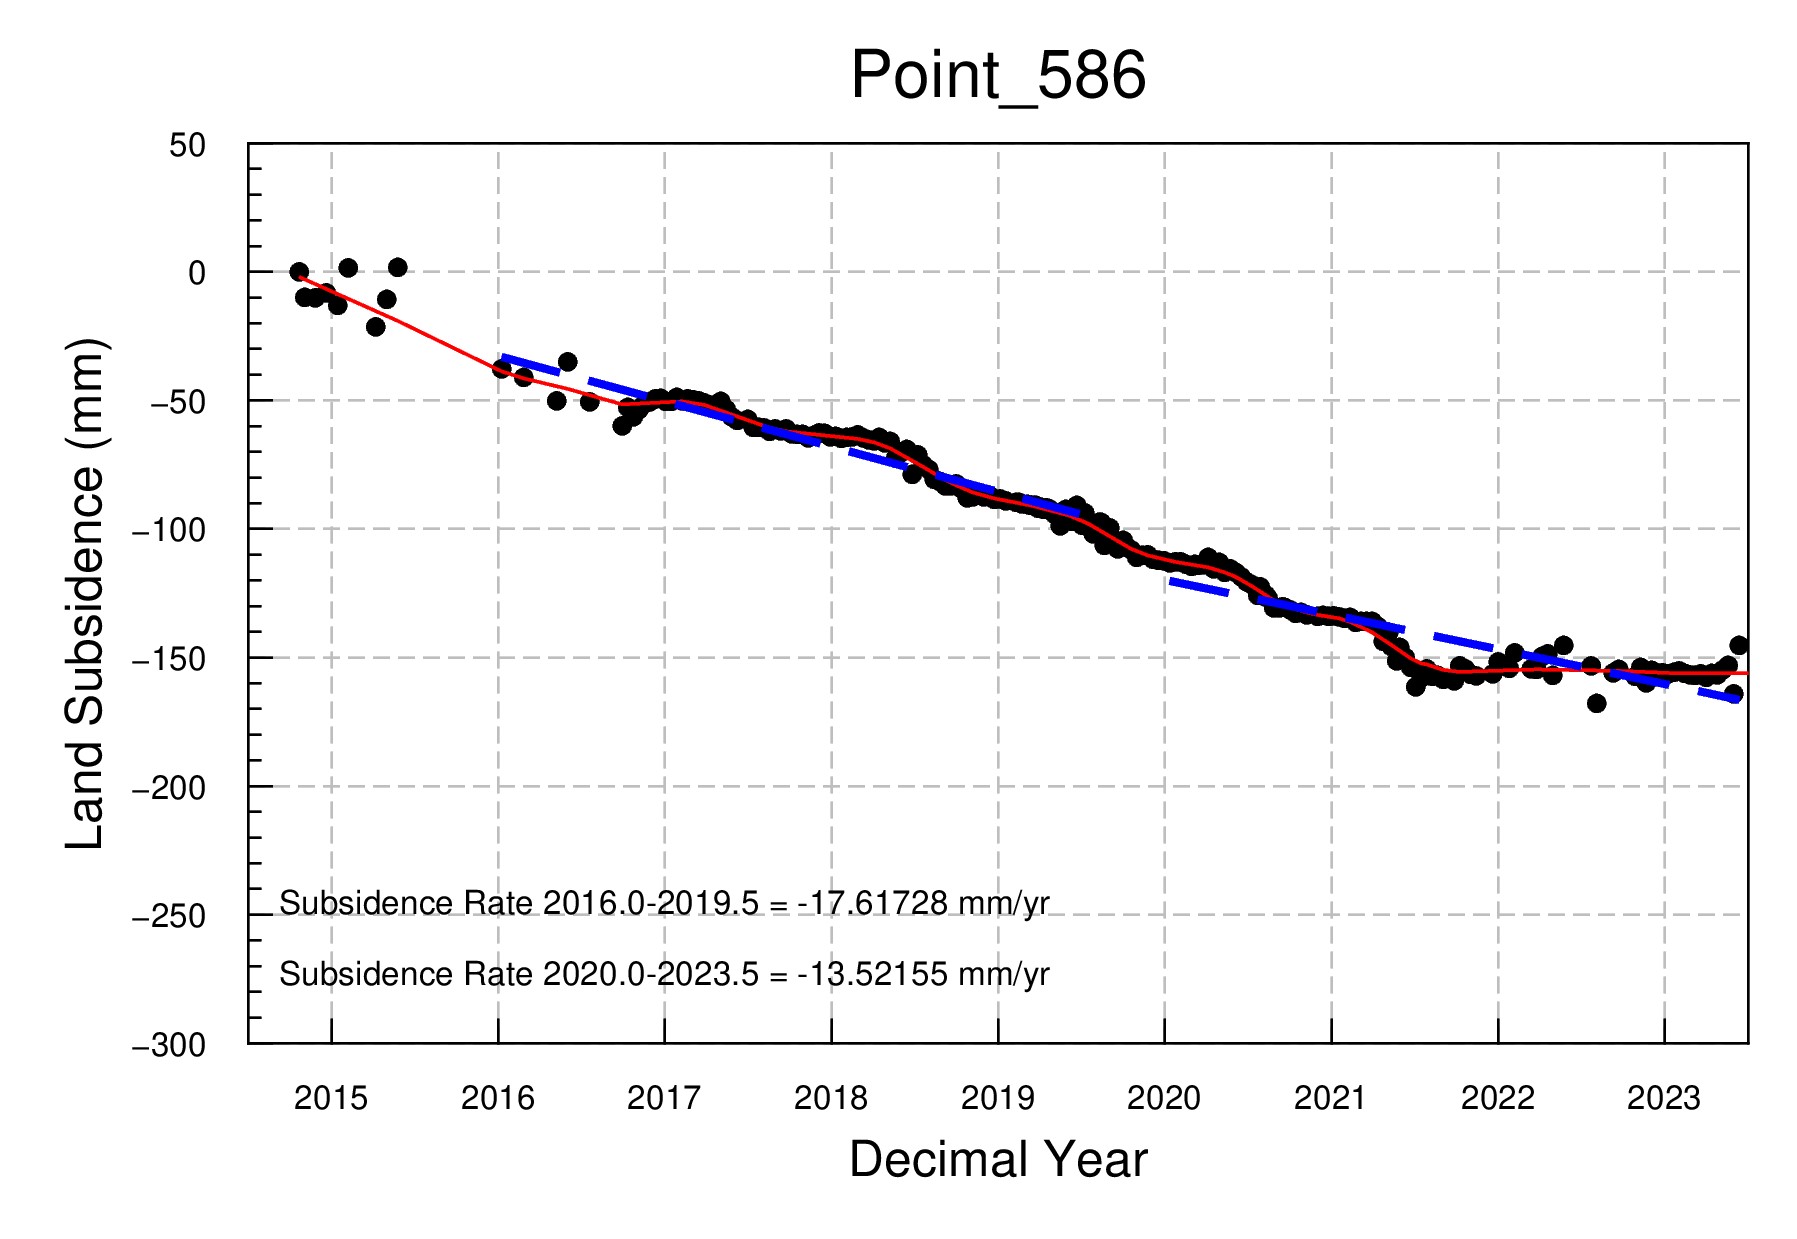 Point_586
50
0
−50
−100
−150
−200
−250
−300
Land Subsidence (mm)
Subsidence Rate 2016.0-2019.5 = -17.61728 mm/yr
Subsidence Rate 2020.0-2023.5 = -13.52155 mm/yr
2015 2016 2017 2018 2019 2020 2021 2022 2023
Decimal Year